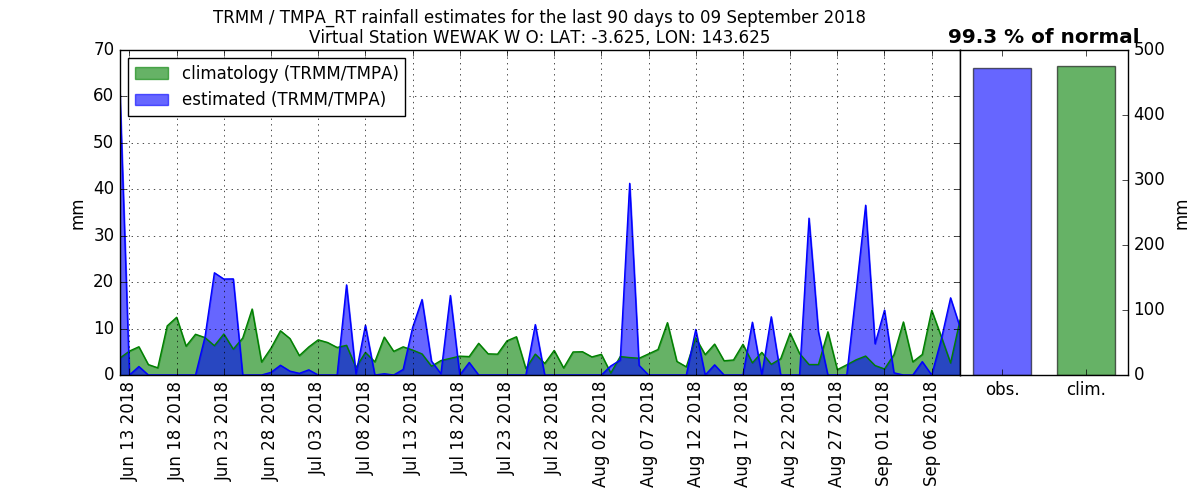 TRMM / TMPA_RT rainfall estimates for the last 90 days to 09 September 2018
Virtual Station WEWAK W O: LAT: -3.625, LON: 143.625
99.3 % of normal
climatology (TRMM/TMPA)
estimated (TRMM/TMPA)
70
60
50
40
30
20
10
0
mm
Jun 13 2018
Jun 18 2018
Jun 23 2018
Jun 28 2018
Jul 03 2018
Jul 08 2018
Jul 13 2018
Jul 18 2018
Jul 23 2018
Jul 28 2018
Aug 02 2018
Aug 07 2018
Aug 12 2018
Aug 17 2018
Aug 22 2018
Aug 27 2018
Sep 01 2018
Sep 06 2018
500
400
300
200
100
0
mm
obs.
clim.